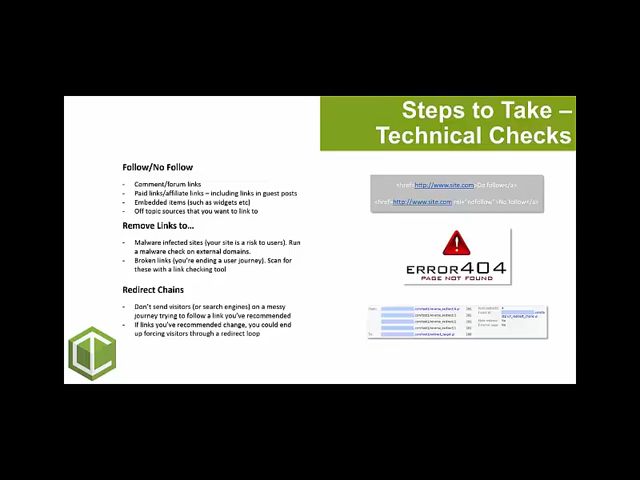 Steps to Take –
Technical Checks
Follow/No Follow
- Comment/forum links
- Paid links/affiliate links – including links in guest posts
- Embedded items (such as widgets etc)
- Off topic sources that you want to link to
Remove Links to…
- Malware infected sites (your site is a risk to users). Run
a malware check on external domains.
- Broken links (you're ending a user journey). Scan for
these with a link checking tool
Redirect Chains
- Don't send visitors (or search engines) on a messy
journey trying to follow a link you've recommended
- If links you've recommended change, you could end
up forcing visitors through a redirect loop
<href=http://www.site.com>Do follow</a>
<href=http://www.site.com rel="nofollow">No follow</a>
ERROR404
PAGE NOT FOUND